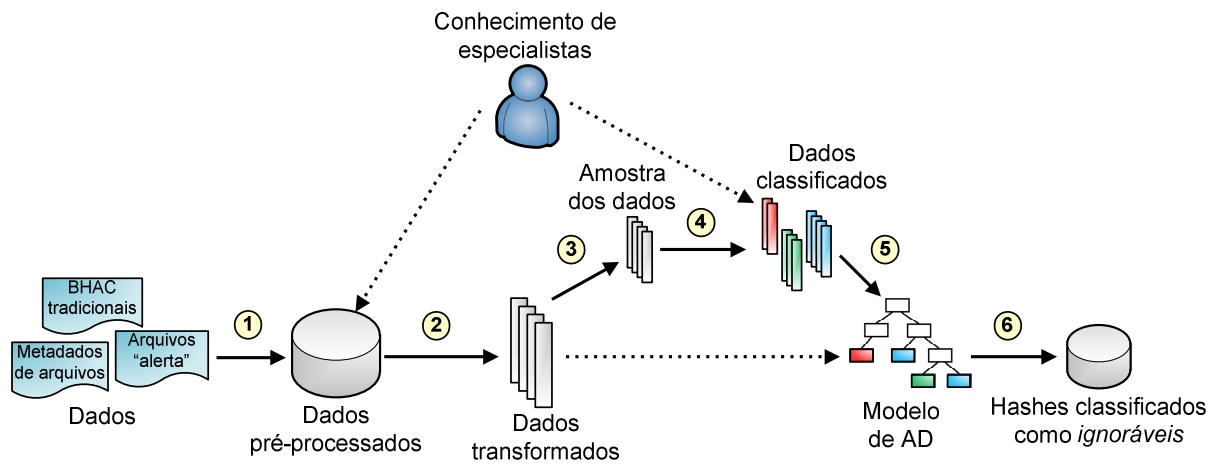 Conhecimento de
especialistas
Amostra
dos dados
Dados
classificados
3
4
5
BHAC
tradicionais
Metadados
de arquivos
Arquivos
“alerta”
Dados
1
Dados
pré-processados
2
Dados
transformados
Modelo
de AD
6
Hashes classificados
como ignoráveis